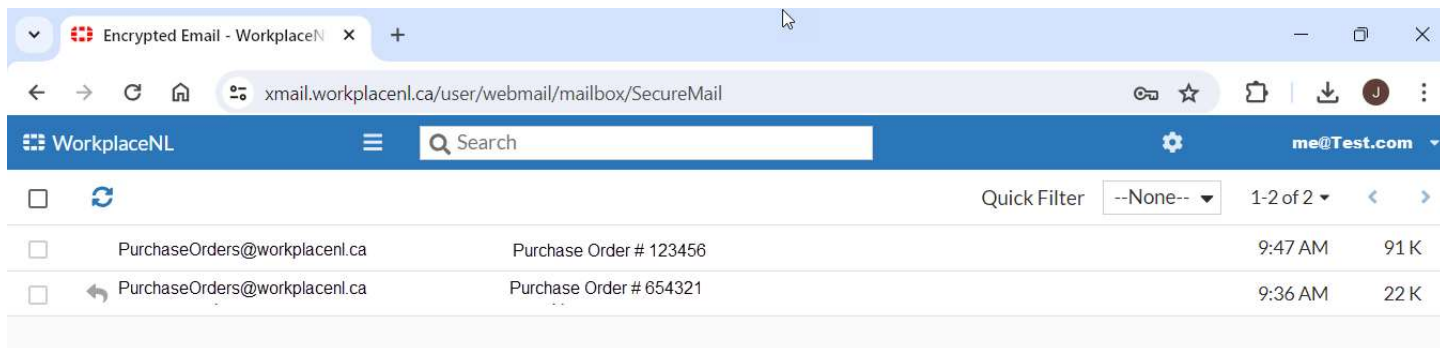 Encrypted Email - WorkplaceN
xmail.workplacenl.ca/user/webmail/mailbox/SecureMail J
WorkplaceNL Search me@Test.com
Quick Filter --None-- 1-2 of 2
PurchaseOrders@workplacenl.ca Purchase Order # 123456 9:47 AM 91 K
PurchaseOrders@workplacenl.ca Purchase Order # 654321 9:36 AM 22 K